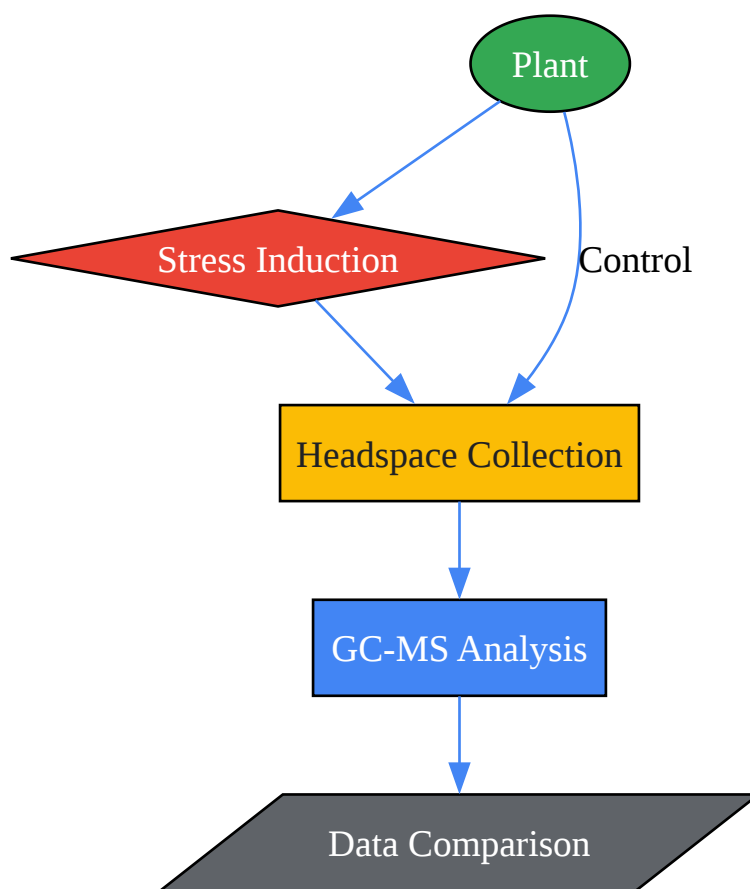 Plant
Stress Induction
Control
Headspace Collection
GC-MS Analysis
Data Comparison